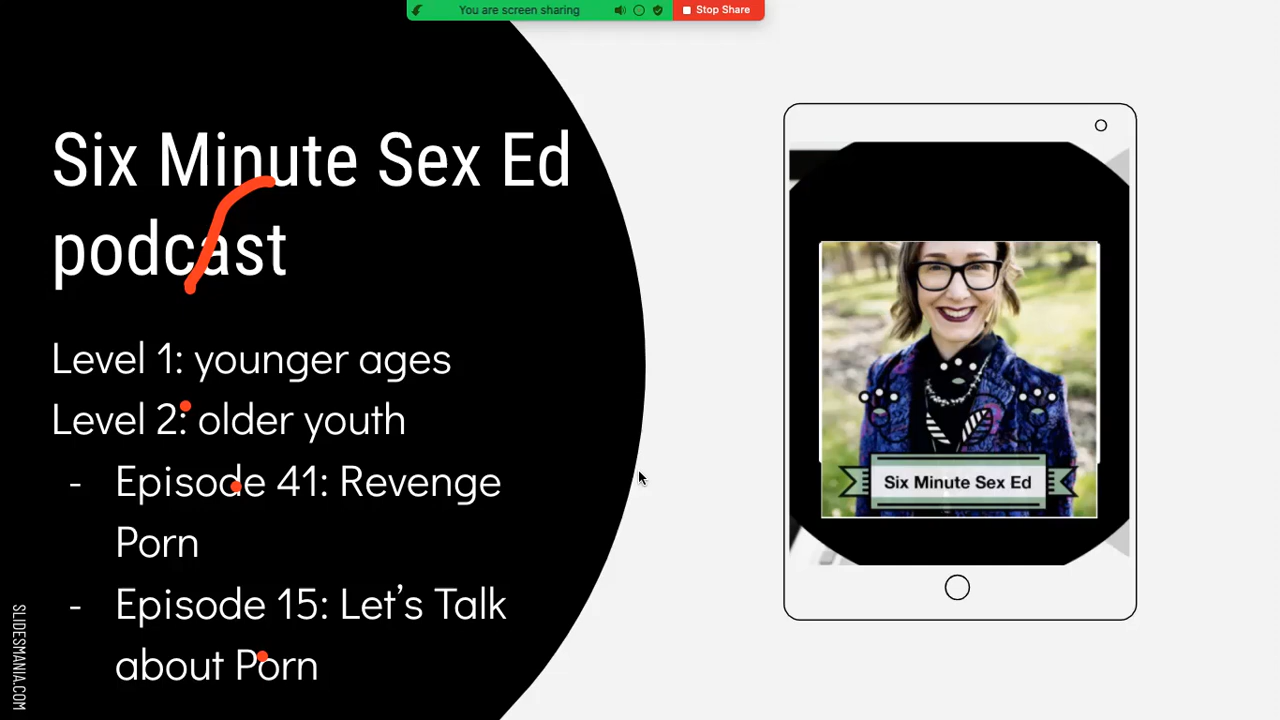 You are screen sharing
Stop Share
Six Minute Sex Ed
podcast
Level 1: younger ages
Level 2: older youth
- Episode 41: Revenge
Porn
- Episode 15: Let's Talk
about Porn
Six Minute Sex Ed
SLIDESMANIA.COM